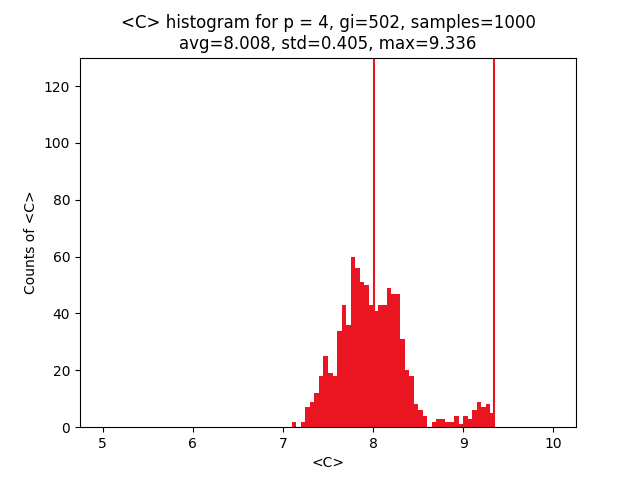 <C> histogram for p = 4, gi=502, samples=1000
avg=8.008, std=0.405, max=9.336
120
100
80
60
40
20
0
Counts of <C>
5 6 7 8 9 10
<C>